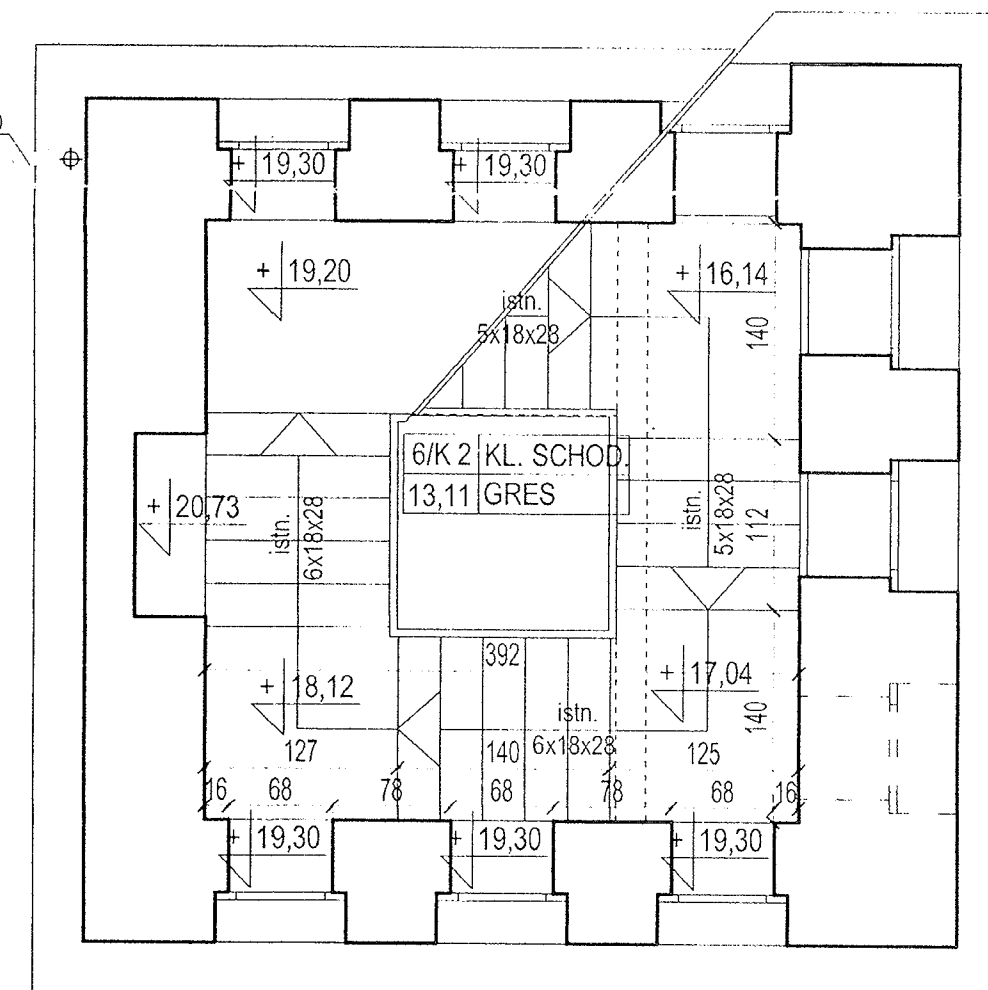 + 19,30
+ 19,30
+ 19,20
+ 16,14
istn.
5x18x28
140
6/K 2 KL. SCHOD.
13,11 GRES
+ 20,73
istn.
6x18x28
istn.
5x18x28
112
392
+ 18,12
+ 17,04
istn.
6x18x28
140
127
140
125
16
68
78
68
78
68
16
+ 19,30
+ 19,30
+ 19,30